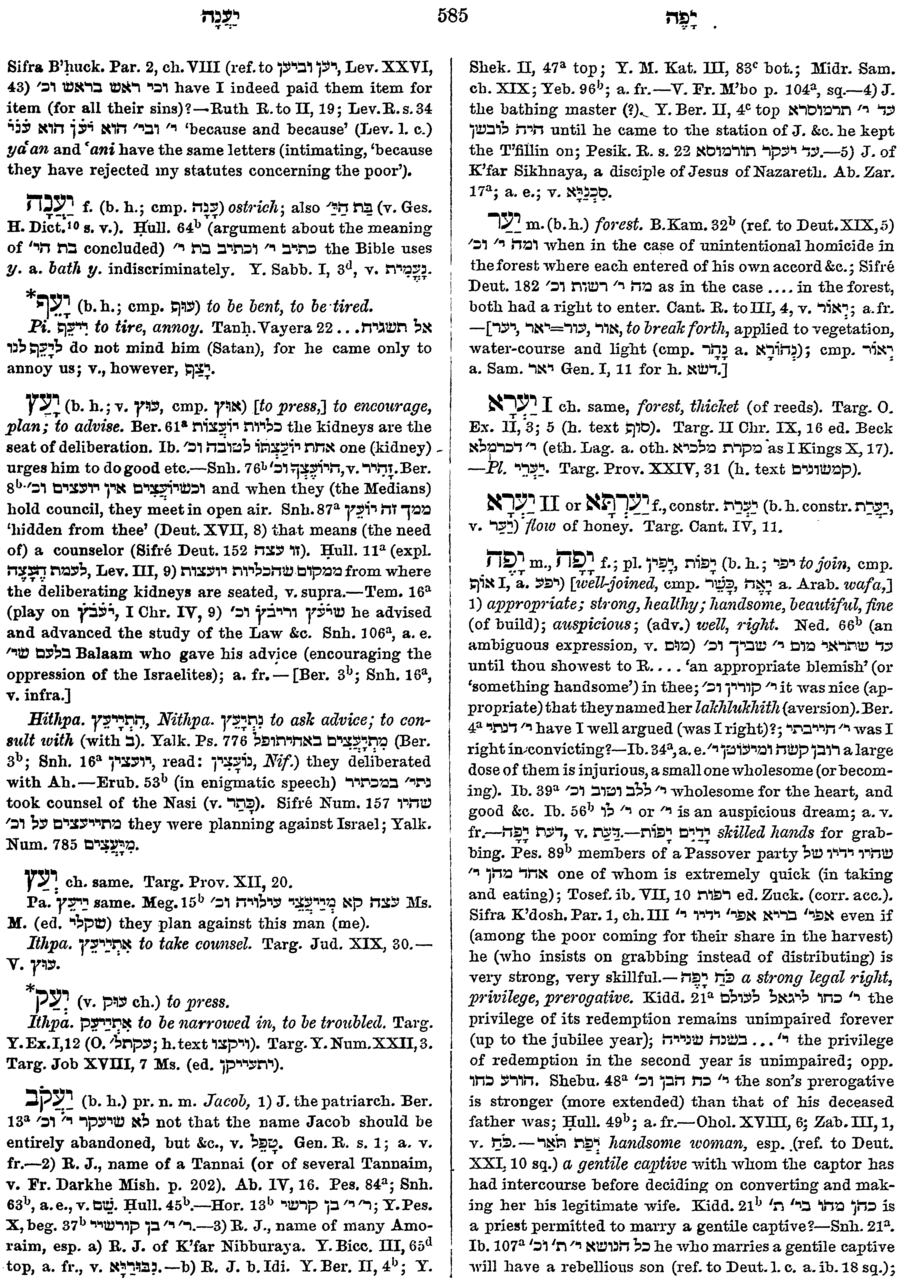 יַעֲנָה 585 יָפֶה
Sifra B'ḥuck. Par. 2, ch. VIII (ref. to יען וביען, Lev. XXVI,
43) וכי ראש בראש וכ' have I indeed paid them item for
item (for all their sins)?—Ruth R. to II, 19; Lev. R. s. 34
י' ובי' הוא יען הוא עני 'because and because' (Lev. l. c.)
ya'an and 'ani have the same letters (intimating, 'because
they have rejected my statutes concerning the poor').
יַעֲנָה f. (b. h.; cmp. עָנָה) ostrich; also בַּת הַיַּ' (v. Ges.
H. Dict.¹⁰ s. v.). Ḥull. 64ᵇ (argument about the meaning
of בת הי' concluded) כתיב י' וכתיב בת י' the Bible uses
y. a. bath y. indiscriminately. Y. Sabb. I, 3ᵈ, v. נַעֲמִית.
*יָעֵף (b. h.; cmp. עוּף) to be bent, to be tired.
Pi. יִיעֵף to tire, annoy. Tanḥ. Vayera 22 אל תשגיח...
לְיַעֵף לנו do not mind him (Satan), for he came only to
annoy us; v., however, יָצַף.
יָעַץ (b. h.; v. עוּץ, cmp. אוּץ) [to press,] to encourage,
plan; to advise. Ber. 61ᵃ כליות יוֹעֲצוֹת the kidneys are the
seat of deliberation. Ib. אחת יוֹעַצְתּוֹ לטובה וכ' one (kidney)
urges him to do good etc.—Snh. 76ᵇ היוֹעֶצְךָ וכ', v. זָהִיר. Ber.
8ᵇ וכשיוֹעֲצִים אין יועצים וכ' and when they (the Medians)
hold council, they meet in open air. Snh. 87ᵃ ממך זה יוֹעֵץ
'hidden from thee' (Deut. XVII, 8) that means (the need
of) a counselor (Sifré Deut. 152 זו עצה). Ḥull. 11ᵃ (expl.
לעמת הֶעָצֶה, Lev. III, 9) ממקום שהכליות יועצות from where
the deliberating kidneys are seated, v. supra.—Tem. 16ᵃ
(play on יַעְבֵּץ, I Chr. IV, 9) שיעץ וריבץ וכ' he advised
and advanced the study of the Law &c. Snh. 106ᵃ, a. e.
בלעם שי' Balaam who gave his advice (encouraging the
oppression of the Israelites); a. fr.—[Ber. 3ᵇ; Snh. 16ᵃ,
v. infra.]
Hithpa. הִתְיַיעֵץ, Nithpa. נִתְיַעֵץ to ask advice; to con-
sult with (with ב). Yalk. Ps. 776 מִתְיָעֲצִים באחיתופל (Ber.
3ᵇ; Snh. 16ᵃ יועצין, read: נוֹעָצִין, Nif.) they deliberated
with Ah.—Erub. 53ᵇ (in enigmatic speech) נתי' במכתיר
took counsel of the Nasi (v. כָּתַר). Sifré Num. 157 שהיו
מתייעצים על וכ' they were planning against Israel; Yalk.
Num. 785 מְיָעֲצִים.
יְעַץ ch. same. Targ. Prov. XII, 20.
Pa. יַיעֵץ same. Meg. 15ᵇ עצה קא מְיַיעֲצֵי עילויה וכ' Ms.
M. (ed. שקלי) they plan against this man (me).
Ithpa. אִתְיַיעֵץ to take counsel. Targ. Jud. XIX, 30.—
V. עוּץ.
*יְעַק (v. עוּק ch.) to press.
Ithpa. אִתְיַיעֵק to be narrowed in, to be troubled. Targ.
Y. Ex. I, 12 (O. עקת; h. text ויקצו). Targ. Y. Num. XXII, 3.
Targ. Job XVIII, 7 Ms. (ed. יתעייקן).
יַעֲקֹב (b. h.) pr. n. m. Jacob, 1) J. the patriarch. Ber.
13ᵃ לא שיעקר י' וכ' not that the name Jacob should be
entirely abandoned, but &c., v. טָפֵל. Gen. R. s. 1; a. v.
fr.—2) R. J., name of a Tannai (or of several Tannaim,
v. Fr. Darkhe Mish. p. 202). Ab. IV, 16. Pes. 84ᵃ; Snh.
63ᵇ, a. e., v. שֵׁם. Ḥull. 45ᵇ.—Hor. 13ᵇ ר' י' בן קרשי; Y. Pes.
X, beg. 37ᵇ ר' י' בן קורשיי.—3) R. J., name of many Amo-
raim, esp. a) R. J. of K'far Nibburaya. Y. Bicc. III, 65ᵈ
top, a. fr., v. נִבּוּרַיָּא.—b) R. J. b. Idi. Y. Ber. II, 4ᵇ; Y.
Shek. II, 47ᵃ top; Y. M. Kat. III, 83ᶜ bot.; Midr. Sam.
ch. XIX; Yeb. 96ᵇ; a. fr.—V. Fr. M'bo p. 104ᵃ, sq.—4) J.
the bathing master (?). Y. Ber. II, 4ᶜ top עד י' תרמוסרא
היה לובשן until he came to the station of J. &c. he kept
the T'fillin on; Pesik. R. s. 22 עד יעקר תורמוסא.—5) J. of
K'far Sikhnaya, a disciple of Jesus of Nazareth. Ab. Zar.
17ᵃ; a. e.; v. סִכְנַיָּא.
יַעַר m. (b. h.) forest. B. Kam. 32ᵇ (ref. to Deut. XIX, 5)
ומה י' וכ' when in the case of unintentional homicide in
the forest where each entered of his own accord &c.; Sifré
Deut. 182 מה י' רשות וכ' as in the case .... in the forest,
both had a right to enter. Cant. R. to III, 4, v. יְאוֹר; a. fr.
—[יער, יאר=עור, אור, to break forth, applied to vegetation,
water-course and light (cmp. נָהָר a. נְהוֹרָא); cmp. יְאוֹר
a. Sam. יאר Gen. I, 11 for h. דשא.]
יַעֲרָא I ch. same, forest, thicket (of reeds). Targ. O.
Ex. II, 3; 5 (h. text סוּף). Targ. II Chr. IX, 16 ed. Beck
י' דכרמלא (eth. Lag. a. oth. מקרת מלכיא as I Kings X, 17).
—Pl. יַעֲרֵי. Targ. Prov. XXIV, 31 (h. text קמשונים).
יַעֲרָא II or יַעַרְתָּא f., constr. יַעֲרַת (b. h. constr. יַעֲרַת,
v. יַעַר) flow of honey. Targ. Cant. IV, 11.
יָפֶה m., יָפָה f.; pl. יָפִין, יָפוֹת (b. h.; יפי to join, cmp.
אוֹף I, a. יפע) [well-joined, cmp. כָּשֵׁר, יָאֶה a. Arab. wafa,]
1) appropriate; strong, healthy; handsome, beautiful, fine
(of build); auspicious; (adv.) well, right. Ned. 66ᵇ (an
ambiguous expression, v. מוּם) עד שתראי מום י' שביך וכ'
until thou showest to R.... 'an appropriate blemish' (or
'something handsome') in thee; י' קורין וכ' it was nice (ap-
propriate) that they named her lakhlukhith (aversion). Ber.
4ᵃ י' דנתי have I well argued (was I right)?; י' חייבתי was I
right in convicting?—Ib. 34ᵃ, a. e. רובן קשה ומיעוטן י' a large
dose of them is injurious, a small one wholesome (or becom-
ing). Ib. 39ᵃ י' ללב וטוב וכ' wholesome for the heart, and
good &c. Ib. 56ᵇ י' לו or י' is an auspicious dream; a. v.
fr.—דעת יָפָה, v. דַּעַת.—יָדַיִם יָפוֹת skilled hands for grab-
bing. Pes. 89ᵇ members of a Passover party שהיו ידיו של
אחד מהן י' one of whom is extremely quick (in taking
and eating); Tosef. ib. VII, 10 רפות ed. Zuck. (corr. acc.).
Sifra K'dosh. Par. 1, ch. III אפי' בריא אפי' ידיו י' even if
(among the poor coming for their share in the harvest)
he (who insists on grabbing instead of distributing) is
very strong, very skillful.—כֹּחַ יָפֶה a strong legal right,
privilege, prerogative. Kidd. 21ᵃ י' כחו ליגאל לעולם the
privilege of its redemption remains unimpaired forever
(up to the jubilee year); י' ... בשנה שנייה the privilege
of redemption in the second year is unimpaired; opp.
הורע כחו. Shebu. 48ᵃ י' כח הבן וכ' the son's prerogative
is stronger (more extended) than that of his deceased
father was; Ḥull. 49ᵇ; a. fr.—Ohol. XVIII, 6; Zab. III, 1,
v. כֹּחַ.—יְפַת תֹּאַר handsome woman, esp. (ref. to Deut.
XXI, 10 sq.) a gentile captive with whom the captor has
had intercourse before deciding on converting and mak-
ing her his legitimate wife. Kidd. 21ᵇ כהן מהו בי' ת' is
a priest permitted to marry a gentile captive?—Snh. 21ᵃ.
Ib. 107ᵃ כל הנושא י' ת' וכ' he who marries a gentile captive
will have a rebellious son (ref. to Deut. l. c. a. ib. 18 sq.);